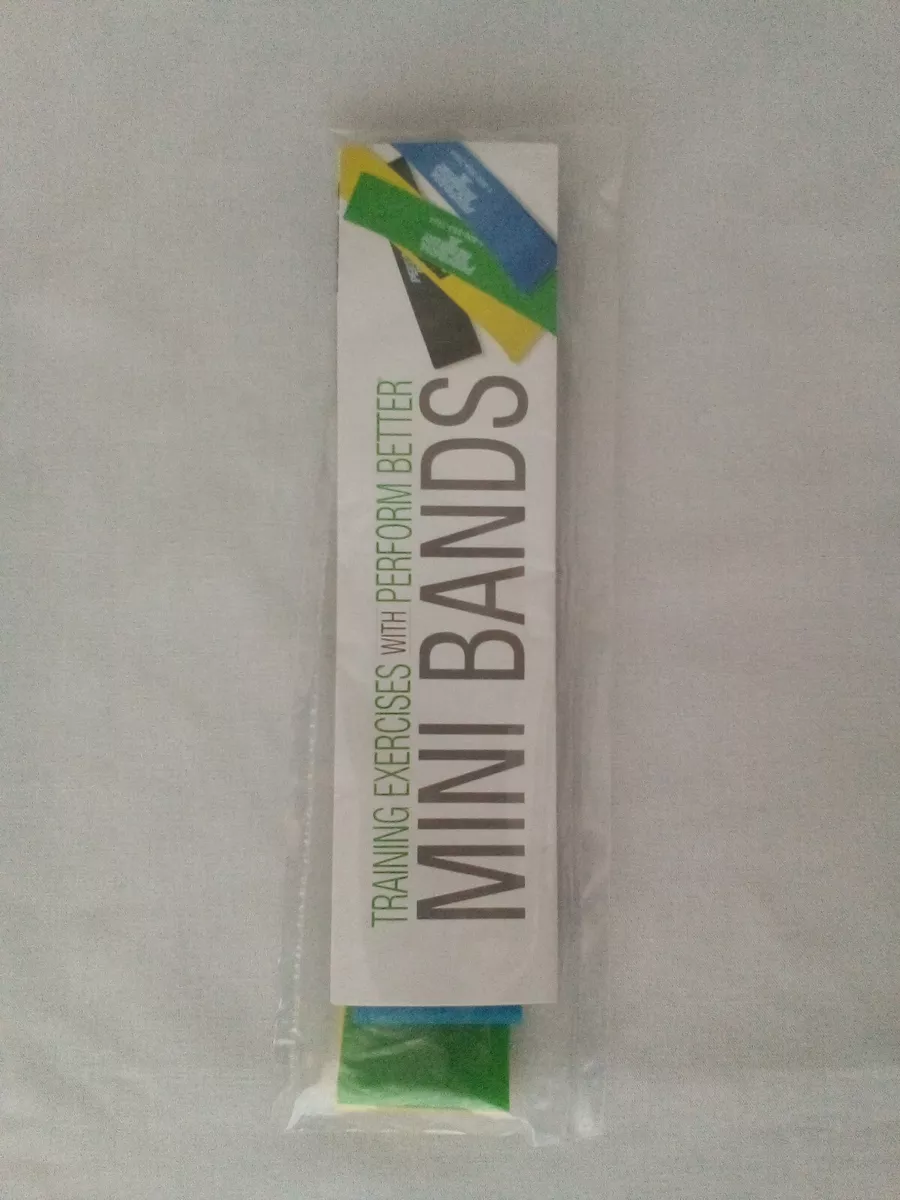 TRAINING EXERCISES WITH PERFORM BETTER
MINI BANDS